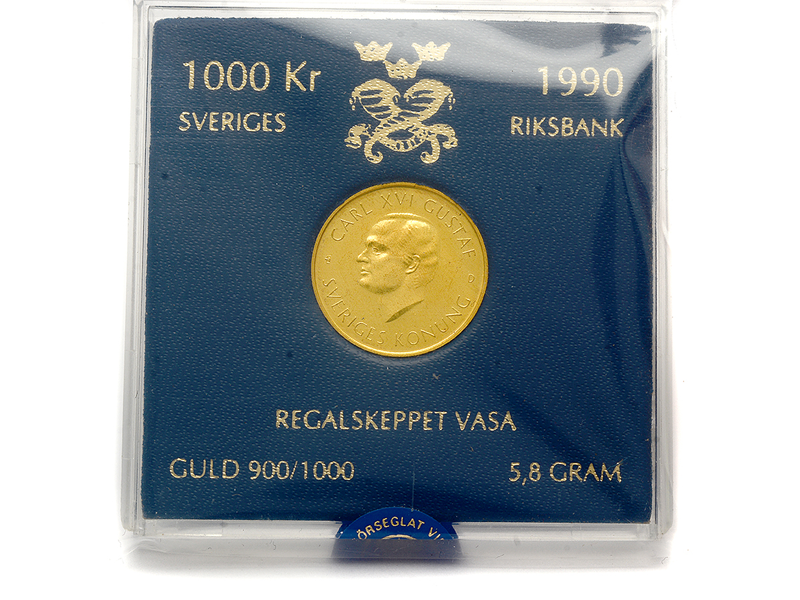 1000 Kr
1990
SVERIGES
RIKSBANK
CARL XVI GUSTAF
SVERIGES KONUNG
REGALSKEPPET VASA
GULD 900/1000
5,8 GRAM